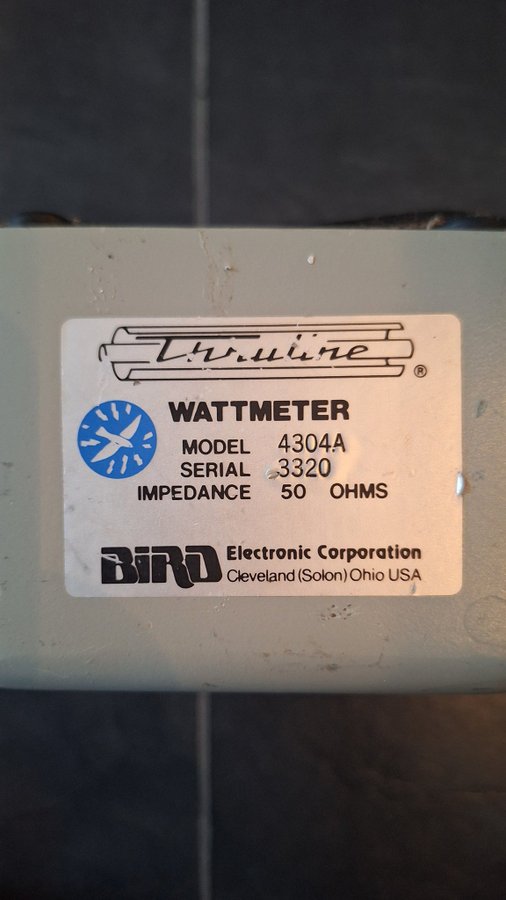 Thruline
®
WATTMETER
MODEL 4304A
SERIAL 3320
IMPEDANCE 50 OHMS
BIRD Electronic Corporation
Cleveland (Solon) Ohio USA